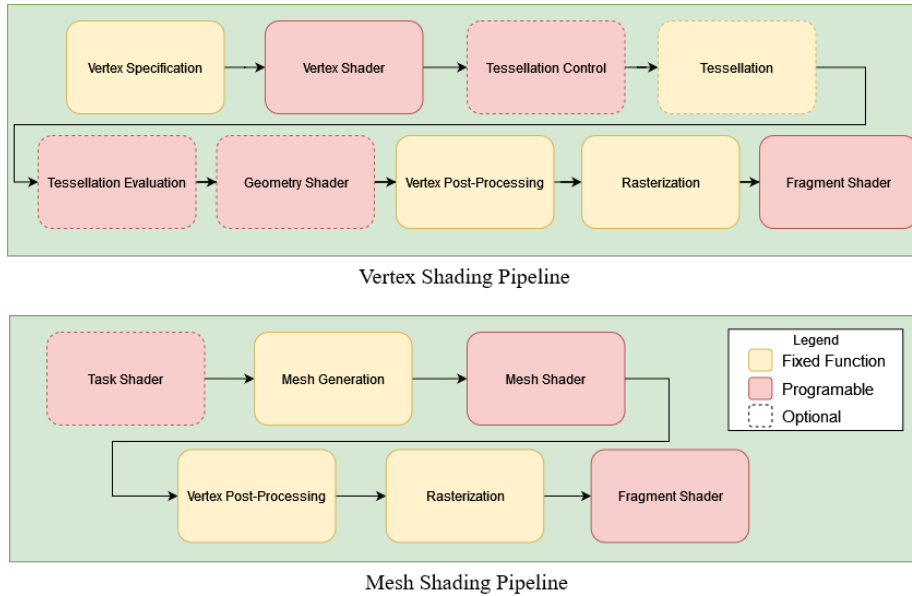 Vertex Specification
Vertex Shader
Tessellation Control
Tessellation
Tessellation Evaluation
Geometry Shader
Vertex Post-Processing
Rasterization
Fragment Shader
Vertex Shading Pipeline
Task Shader
Mesh Generation
Mesh Shader
Legend
Fixed Function
Programable
Optional
Vertex Post-Processing
Rasterization
Fragment Shader
Mesh Shading Pipeline